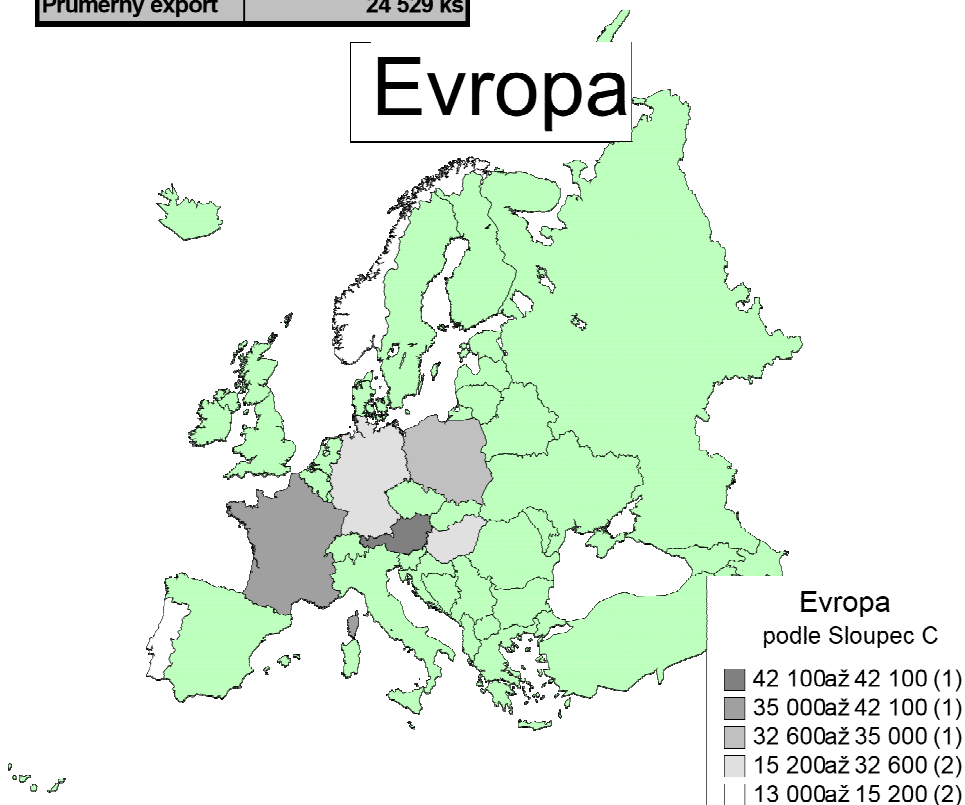 Průměrný export 24 529 ks
Evropa
Evropa
podle Sloupec C
42 100až 42 100 (1)
35 000až 42 100 (1)
32 600až 35 000 (1)
15 200až 32 600 (2)
13 000až 15 200 (2)